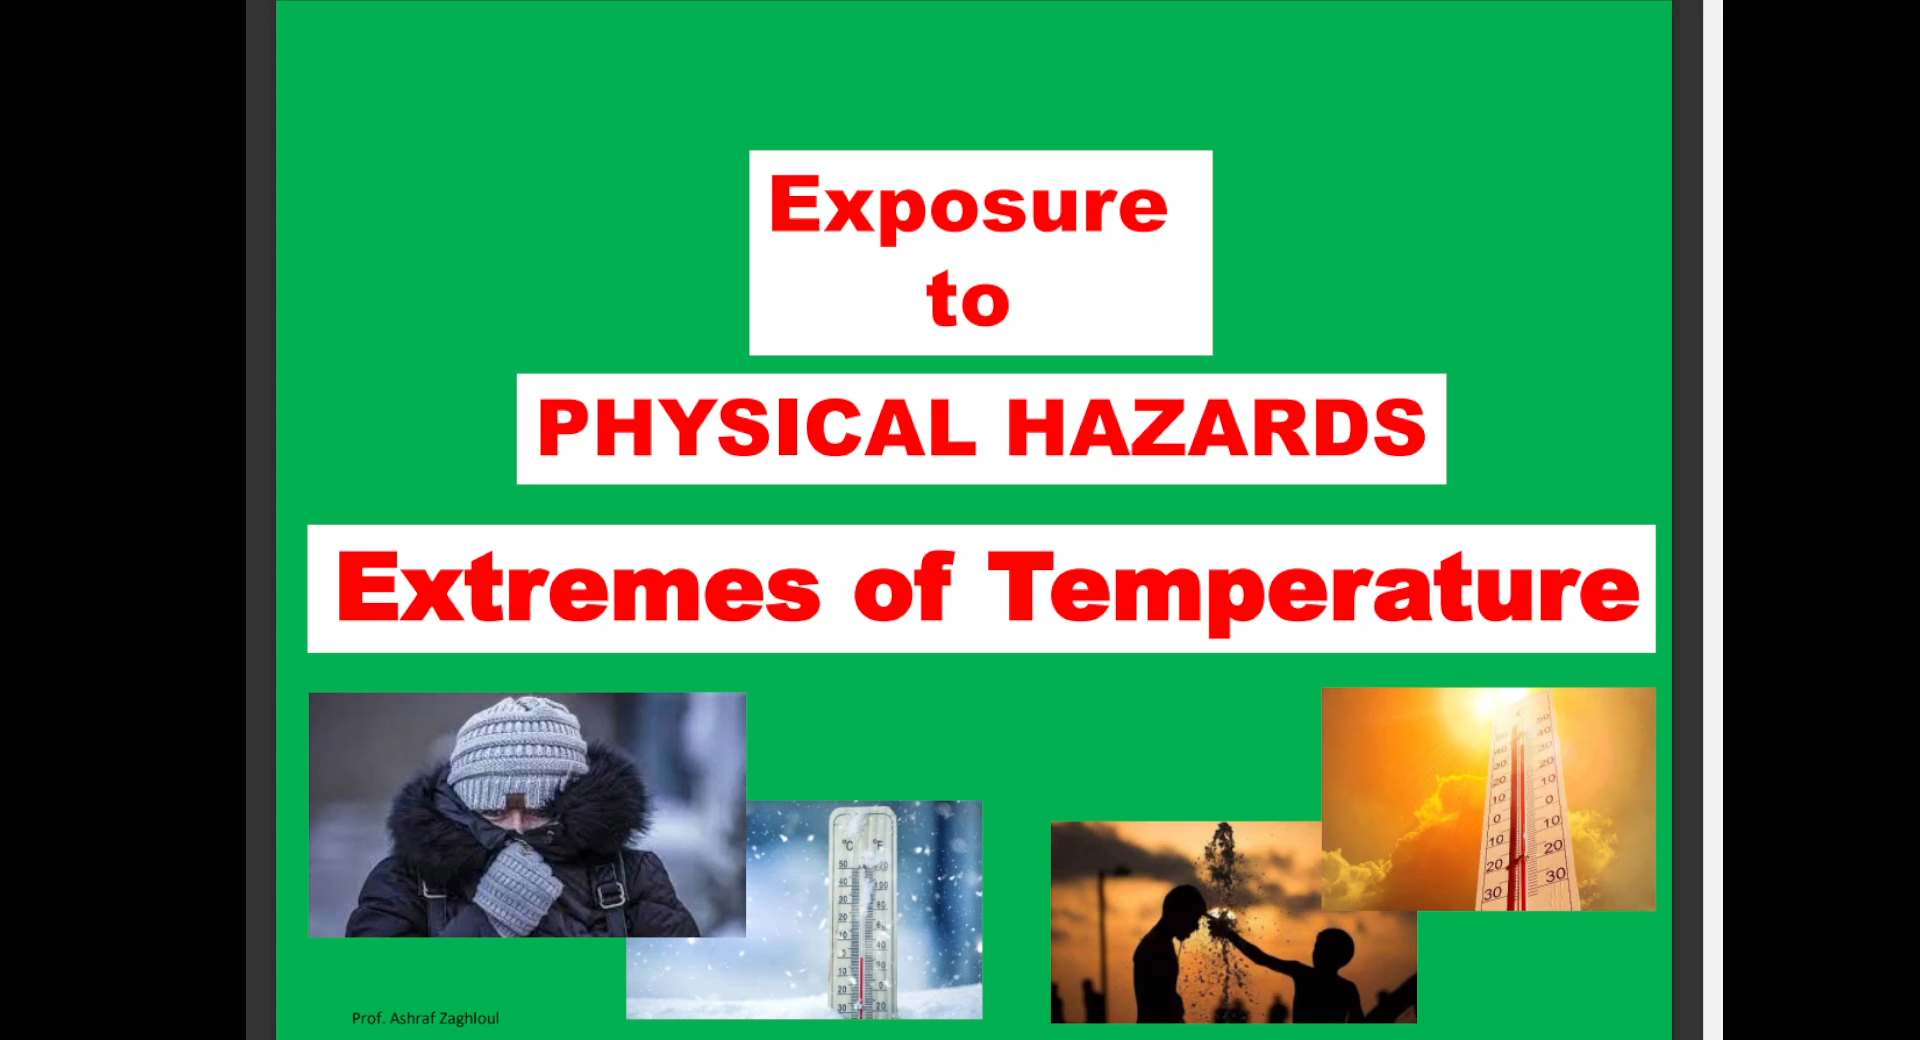 Exposure
to
PHYSICAL HAZARDS
Extremes of Temperature
°C °F
Prof. Ashraf Zaghloul